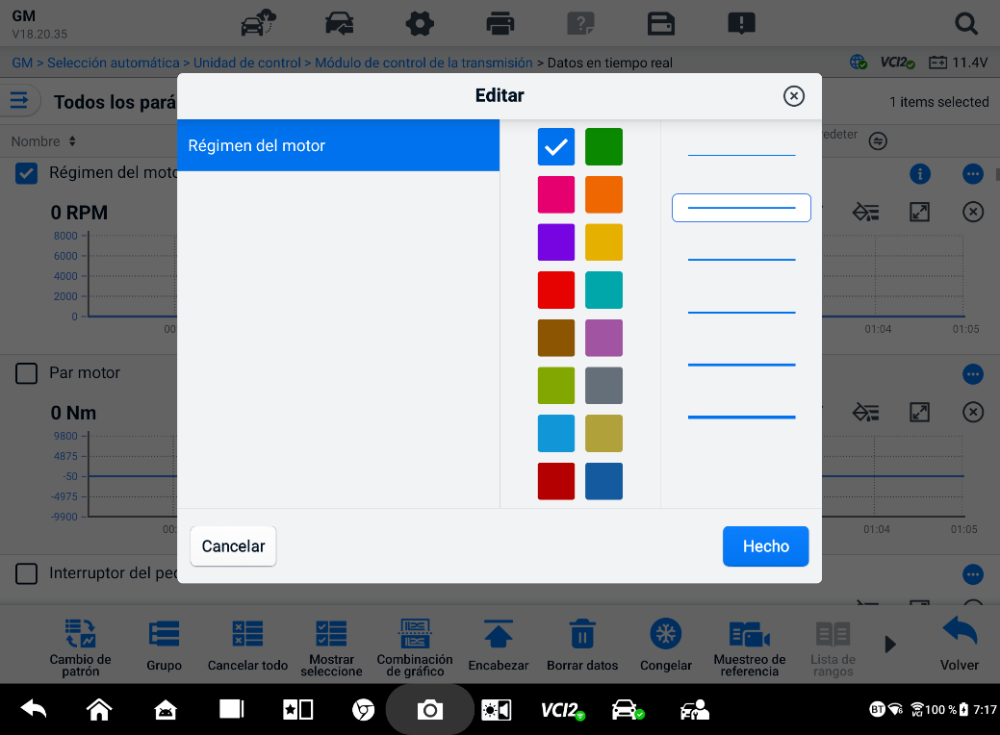 GM
V18.20.35
GM > Selección automática > Unidad de control > Módulo de control de la transmisión > Datos en tiempo real
VCI2
11.4V
Todos los pará
1 items selected
Nombre
edeter
Editar
Régimen del motor
Régimen del moto
0 RPM
8000
6000
4000
2000
0
00
01:04
01:05
Par motor
0 Nm
9800
4875
-50
-4975
-9900
00:
01:04
01:05
Interruptor del pe
Cancelar
Hecho
Cambio de patrón
Grupo
Cancelar todo
Mostrar seleccione
Combinación de gráfico
Encabezar
Borrar datos
Congelar
Muestreo de referencia
Lista de rangos
Volver
VCI2
BT
6
VG
100 %
7:17